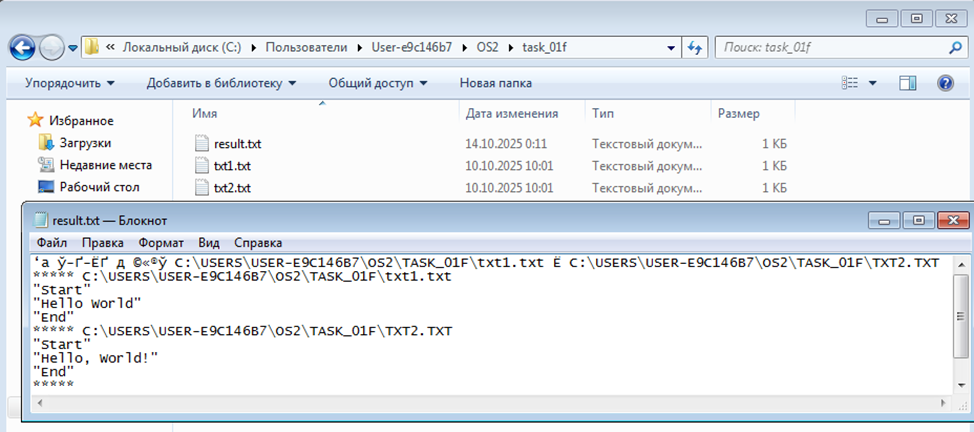 « Локальный диск (C:) ▸ Пользователи ▸ User-e9c146b7 ▸ OS2 ▸ task_01f
Поиск: task_01f
Упорядочить Добавить в библиотеку Общий доступ Новая папка
Избранное
Загрузки
Недавние места
Рабочий стол
Имя Дата изменения Тип Размер
result.txt 14.10.2025 0:11 Текстовый докум... 1 КБ
txt1.txt 10.10.2025 10:01 Текстовый докум... 1 КБ
txt2.txt 10.10.2025 10:01 Текстовый докум... 1 КБ
result.txt — Блокнот
Файл Правка Формат Вид Справка
‘а ў-Ґ-ЁҐ д ©«®ў C:\USERS\USER-E9C146B7\OS2\TASK_01F\txt1.txt Ё C:\USERS\USER-E9C146B7\OS2\TASK_01F\TXT2.TXT
***** C:\USERS\USER-E9C146B7\OS2\TASK_01F\txt1.txt
"Start"
"Hello World"
"End"
***** C:\USERS\USER-E9C146B7\OS2\TASK_01F\TXT2.TXT
"Start"
"Hello, World!"
"End"
*****